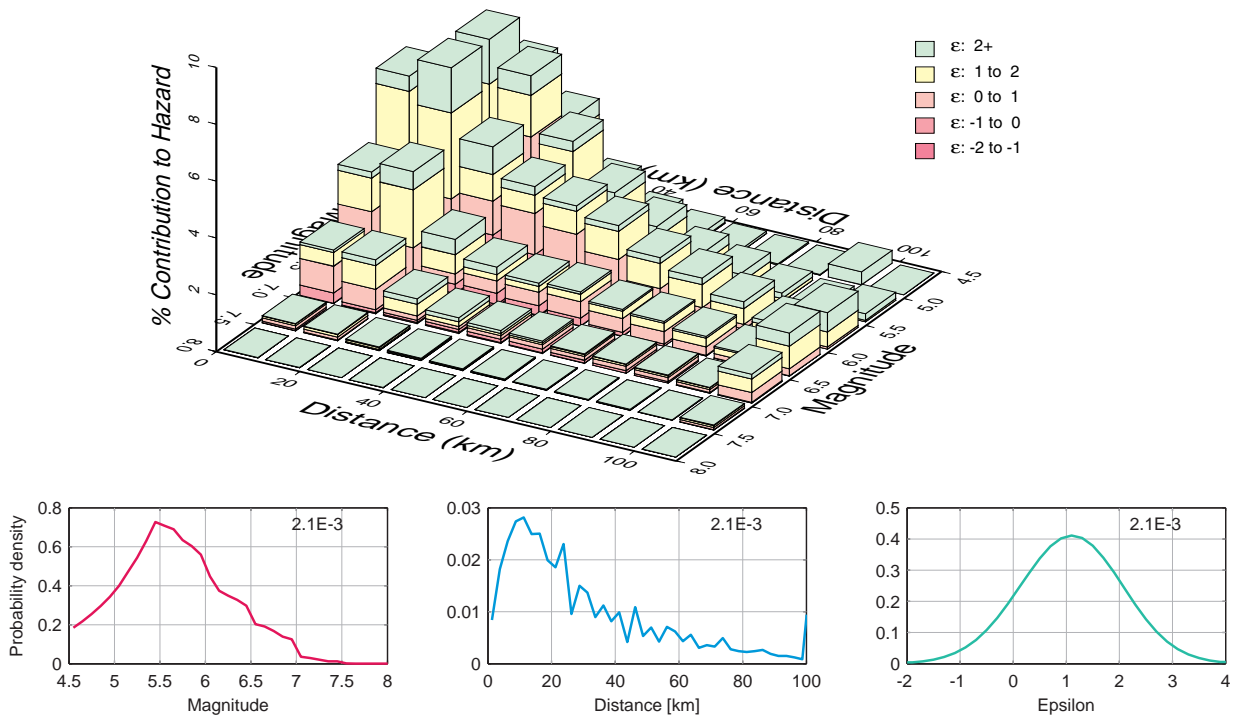 ε: 2+
ε: 1 to 2
ε: 0 to 1
ε: -1 to 0
ε: -2 to -1
% Contribution to Hazard
10
8
6
4
2
0
Magnitude
7.0
7.5
8.0
Distance (km)
40
60
80
100
4.5
5.0
5.5
6.0
6.5
7.0
7.5
8.0
Magnitude
20
40
60
80
100
Distance (km)
Probability density
0.8
0.6
0.4
0.2
0
2.1E-3
4.5 5 5.5 6 6.5 7 7.5 8
Magnitude
0.03
0.02
0.01
0
2.1E-3
0 20 40 60 80 100
Distance [km]
0.5
0.4
0.3
0.2
0.1
0
2.1E-3
-2 -1 0 1 2 3 4
Epsilon